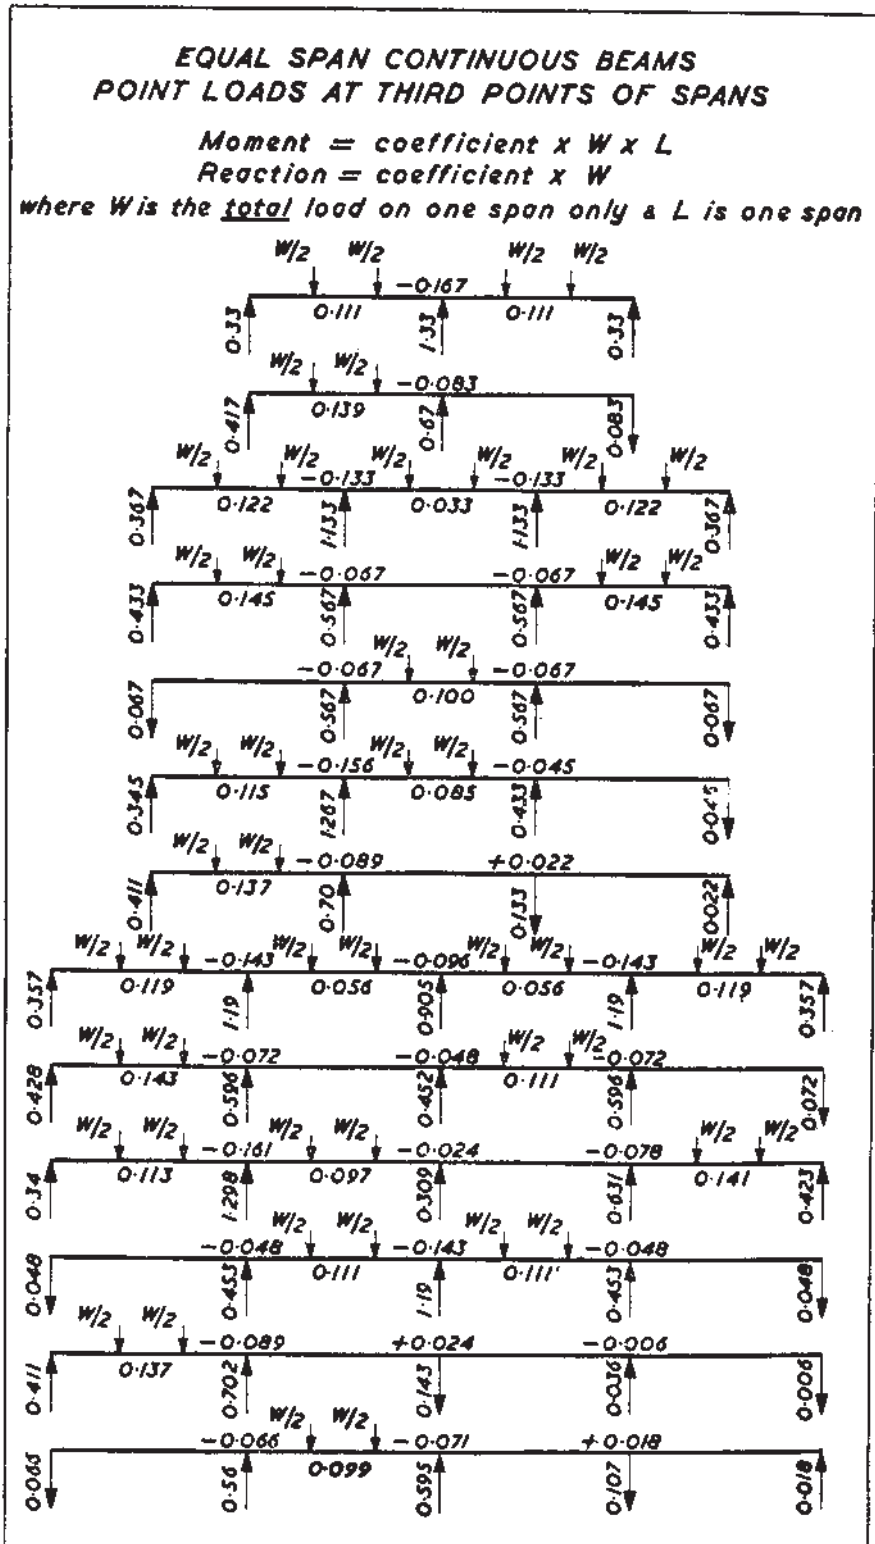 EQUAL SPAN CONTINUOUS BEAMS
POINT LOADS AT THIRD POINTS OF SPANS
Moment = coefficient x W x L
Reaction = coefficient x W
where W is the total load on one span only & L is one span
W/2 W/2 W/2 W/2
-0·167
0·111 0·111
0·33 1·33 0·33
W/2 W/2
-0·083
0·139
0·417 0·67 0·083
W/2 W/2 W/2 W/2 W/2 W/2
-0·133 -0·133
0·122 0·033 0·122
0·367 1·133 1·133 0·367
W/2 W/2 W/2 W/2
-0·067 -0·067
0·145 0·145
0·433 0·567 0·567 0·433
W/2 W/2
-0·067 -0·067
0·100
0·067 0·567 0·567 0·067
W/2 W/2 W/2 W/2
-0·156 -0·045
0·115 0·085
0·345 1·267 0·433 0·045
W/2 W/2
-0·089 +0·022
0·137
0·411 0·70 0·133 0·022
W/2 W/2 W/2 W/2 W/2 W/2 W/2 W/2
-0·143 -0·096 -0·143
0·119 0·056 0·056 0·119
0·357 1·19 0·905 1·19 0·357
W/2 W/2 W/2 W/2
-0·072 -0·048 -0·072
0·143 0·111
0·428 0·596 0·452 0·596 0·072
W/2 W/2 W/2 W/2 W/2 W/2
-0·161 -0·024 -0·078
0·113 0·097 0·141
0·34 1·298 0·309 0·631 0·423
W/2 W/2 W/2 W/2
-0·048 -0·143 -0·048
0·111 0·111
0·048 0·453 1·19 0·453 0·048
W/2 W/2
-0·089 +0·024 -0·006
0·137
0·411 0·702 0·143 0·036 0·006
W/2 W/2
-0·066 -0·071 +0·018
0·099
0·066 0·56 0·595 0·107 0·018